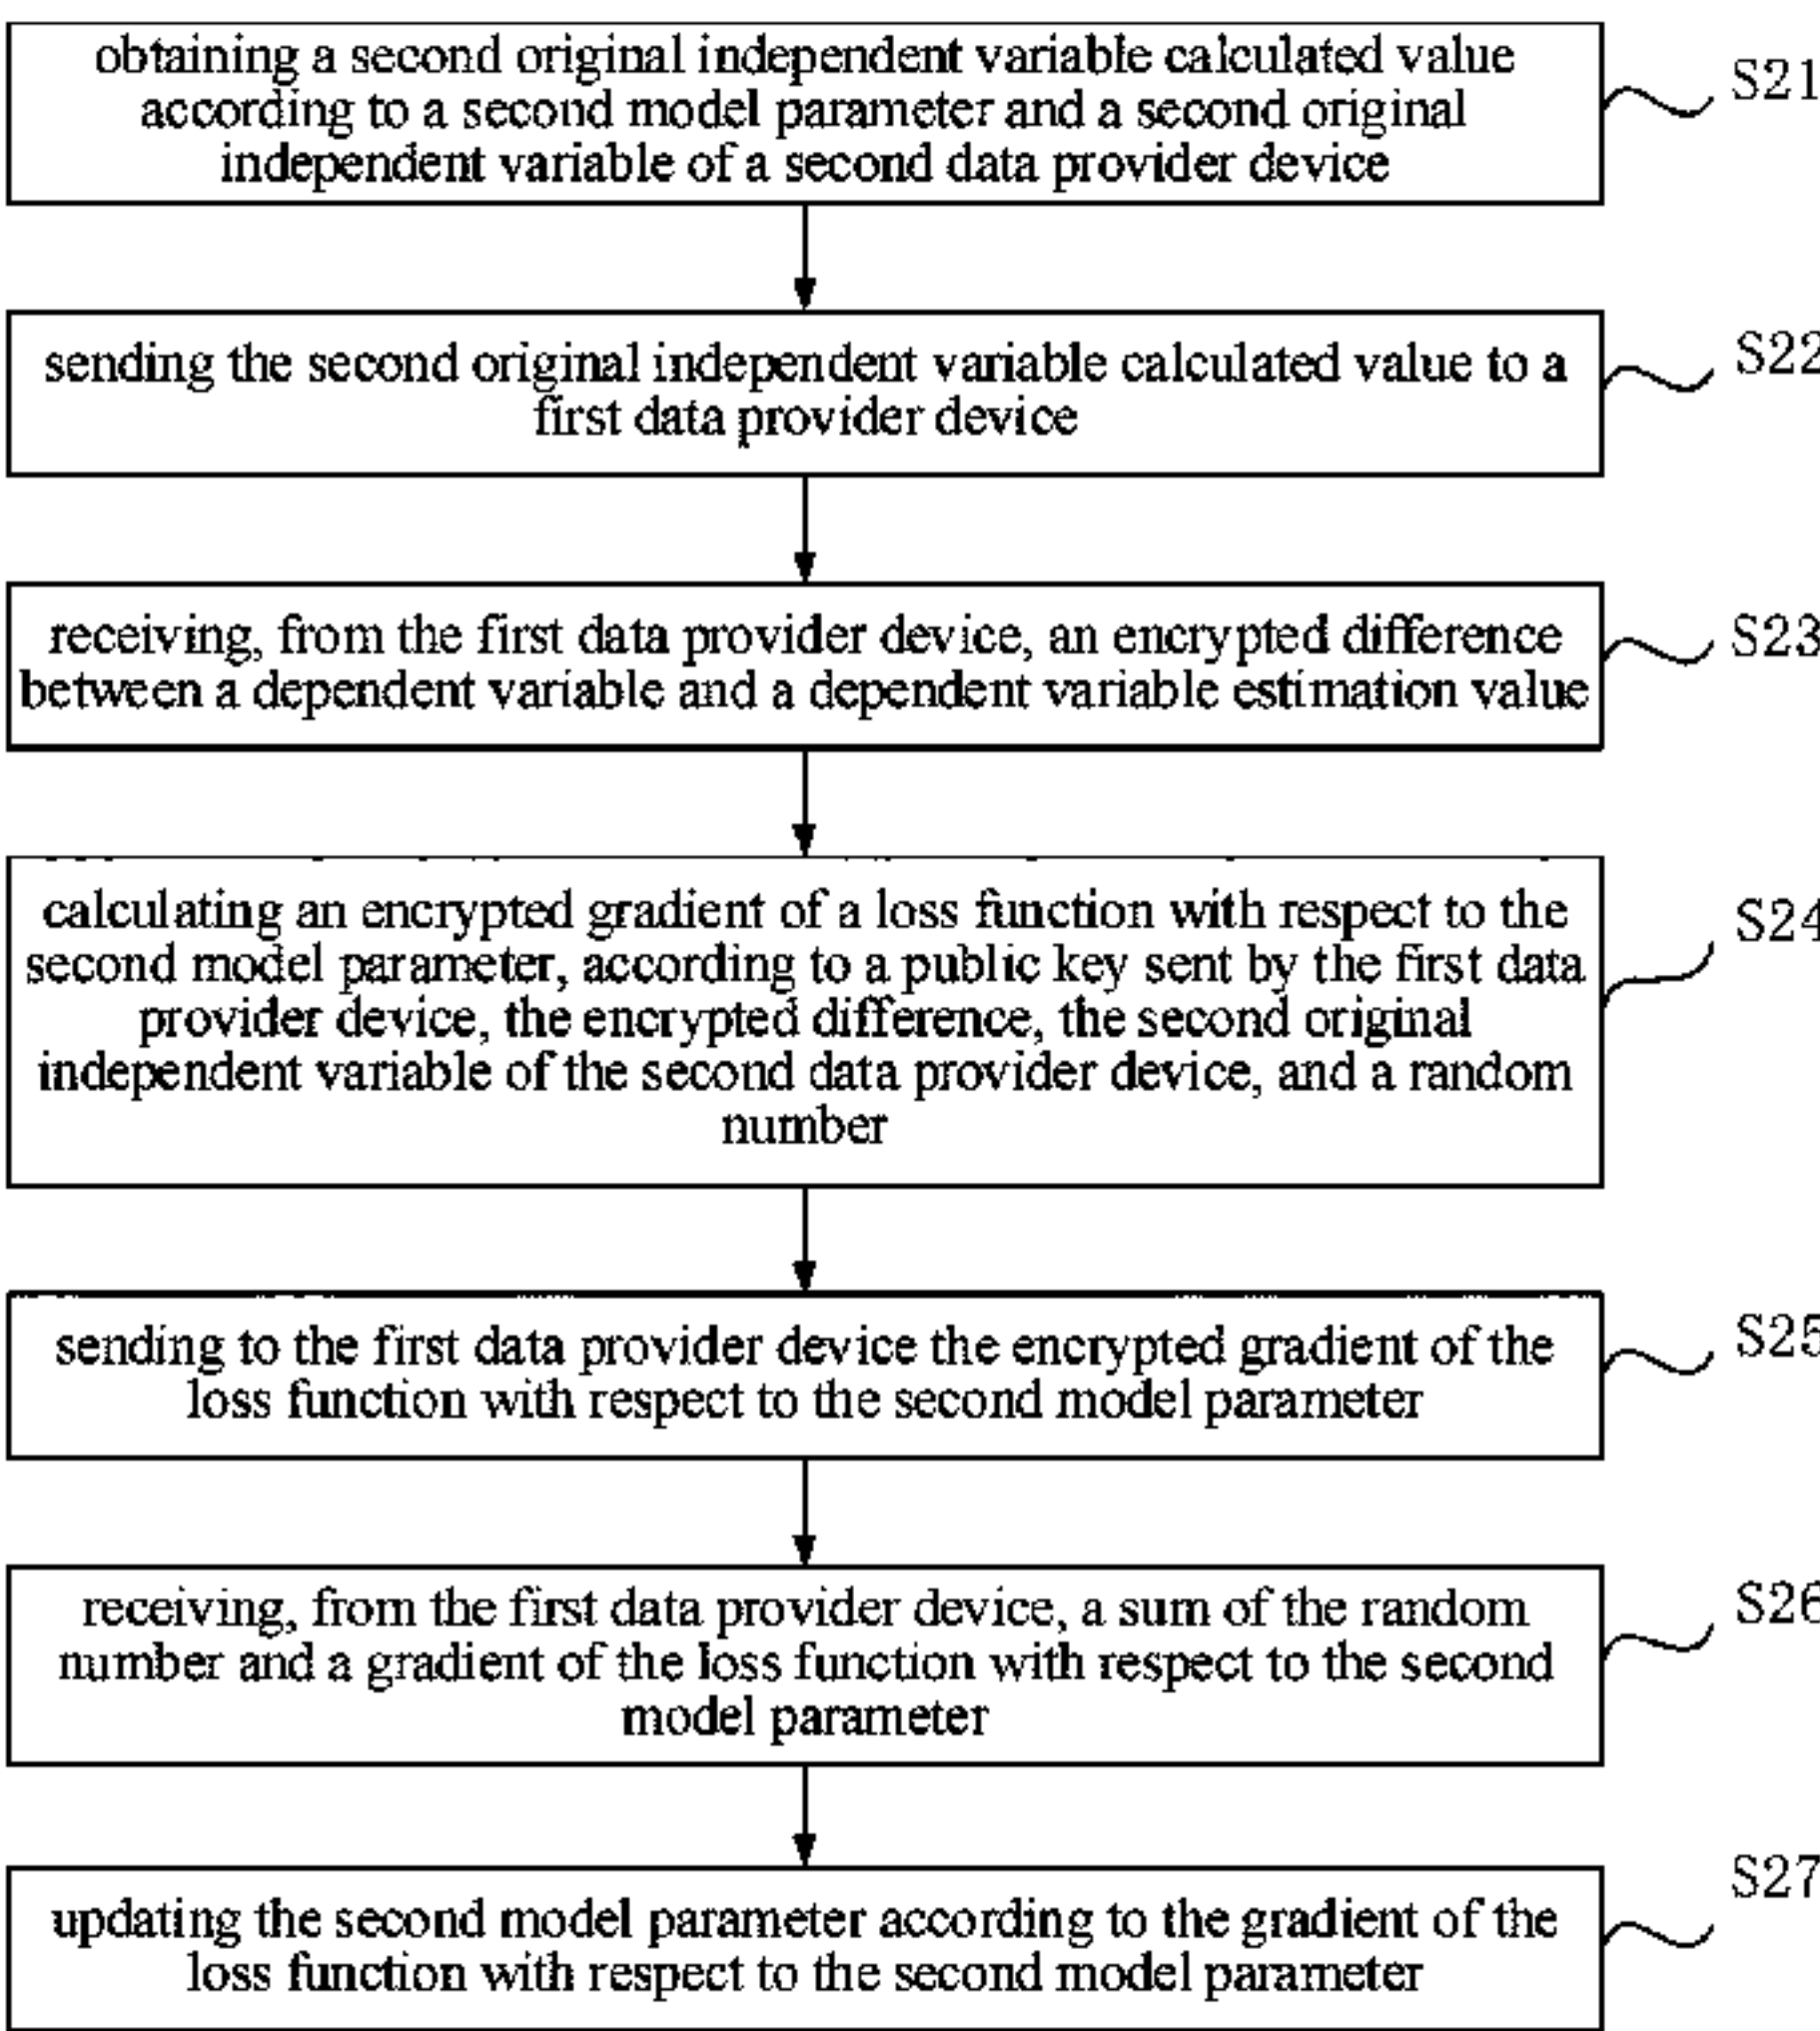 obtaining a second original independent variable calculated value
according to a second model parameter and a second original
independent variable of a second data provider device
S21
sending the second original independent variable calculated value to a
first data provider device
S22
receiving, from the first data provider device, an encrypted difference
between a dependent variable and a dependent variable estimation value
S23
calculating an encrypted gradient of a loss function with respect to the
second model parameter, according to a public key sent by the first data
provider device, the encrypted difference, the second original
independent variable of the second data provider device, and a random
number
S24
sending to the first data provider device the encrypted gradient of the
loss function with respect to the second model parameter
S25
receiving, from the first data provider device, a sum of the random
number and a gradient of the loss function with respect to the second
model parameter
S26
updating the second model parameter according to the gradient of the
loss function with respect to the second model parameter
S27